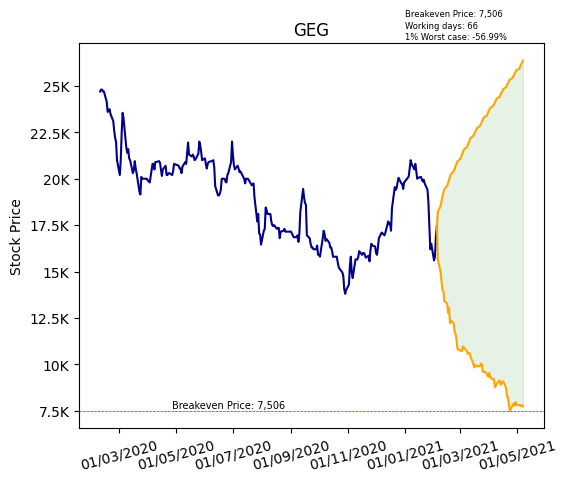 Breakeven Price: 7,506
Working days: 66
1% Worst case: -56.99%
GEG
Stock Price
25K
22.5K
20K
17.5K
15K
12.5K
10K
7.5K
Breakeven Price: 7,506
01/03/2020
01/05/2020
01/07/2020
01/09/2020
01/11/2020
01/01/2021
01/03/2021
01/05/2021